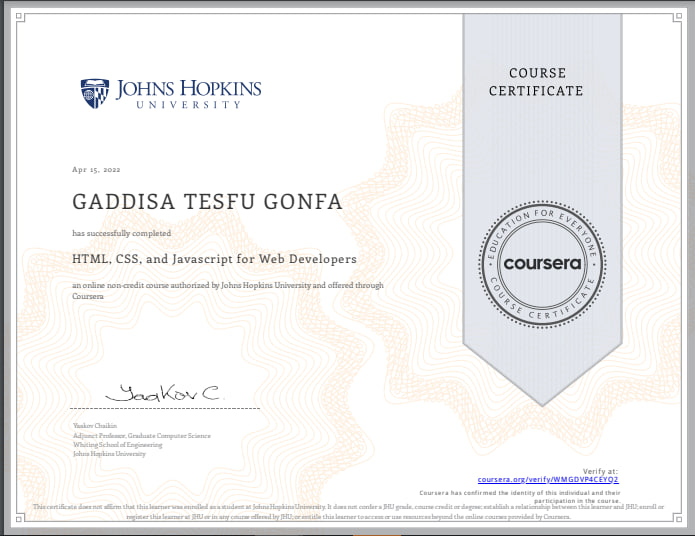 JOHNS HOPKINS
UNIVERSITY
COURSE
CERTIFICATE
Apr 15, 2022
GADDISA TESFU GONFA
has successfully completed
HTML, CSS, and Javascript for Web Developers
an online non-credit course authorized by Johns Hopkins University and offered through
Coursera
EDUCATION FOR EVERYONE
coursera
COURSE CERTIFICATE
Yaakov C.
Yaakov Chaikin
Adjunct Professor, Graduate Computer Science
Whiting School of Engineering
Johns Hopkins University
Verify at:
coursera.org/verify/WMGDVP4CEYQ2
Coursera has confirmed the identity of this individual and their
participation in the course.
This certificate does not affirm that this learner was enrolled as a student at Johns Hopkins University. It does not confer a JHU grade, course credit or degree; establish a relationship between this learner and JHU; enroll or
register this learner at JHU or in any course offered by JHU; or entitle this learner to access or use resources beyond the online courses provided by Coursera.